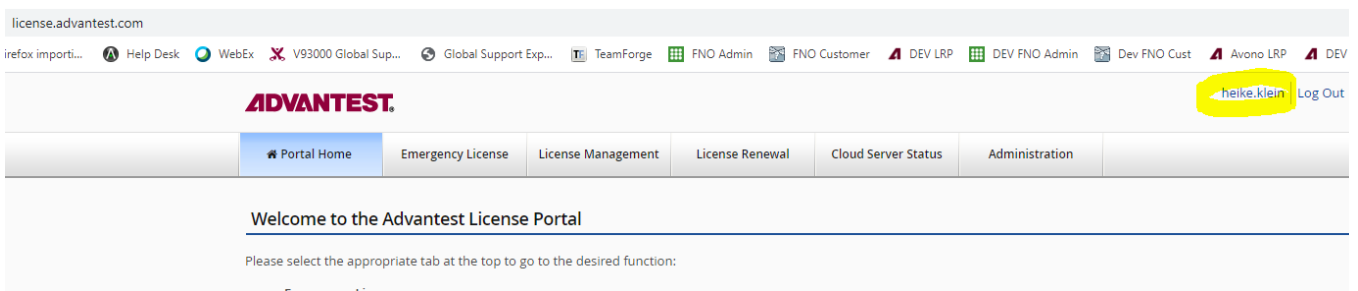 license.advantest.com
irefox importi... Help Desk WebEx V93000 Global Sup... Global Support Exp... TF TeamForge FNO Admin FNO Customer DEV LRP DEV FNO Admin Dev FNO Cust Avono LRP DEV
ADVANTEST.
heike.klein Log Out
Portal Home Emergency License License Management License Renewal Cloud Server Status Administration
Welcome to the Advantest License Portal
Please select the appropriate tab at the top to go to the desired function: